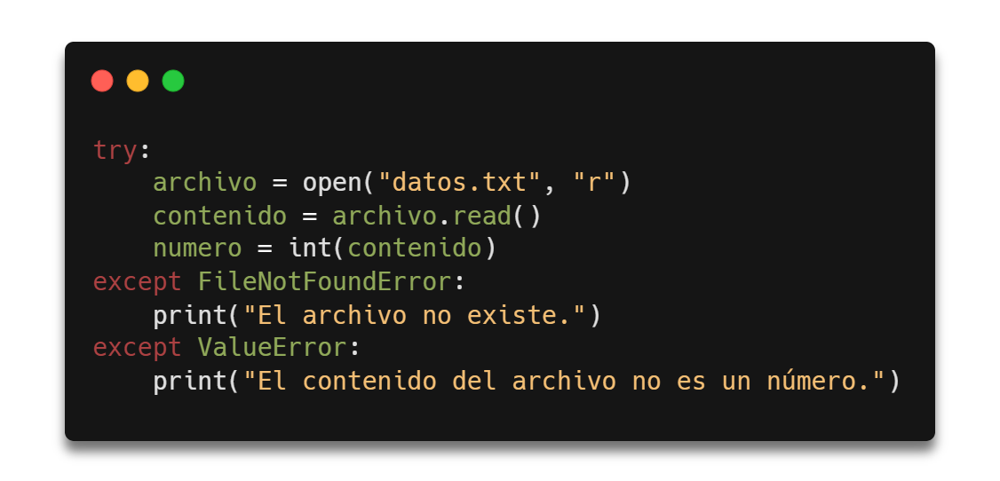 try:
    archivo = open("datos.txt", "r")
    contenido = archivo.read()
    numero = int(contenido)
except FileNotFoundError:
    print("El archivo no existe.")
except ValueError:
    print("El contenido del archivo no es un número.")